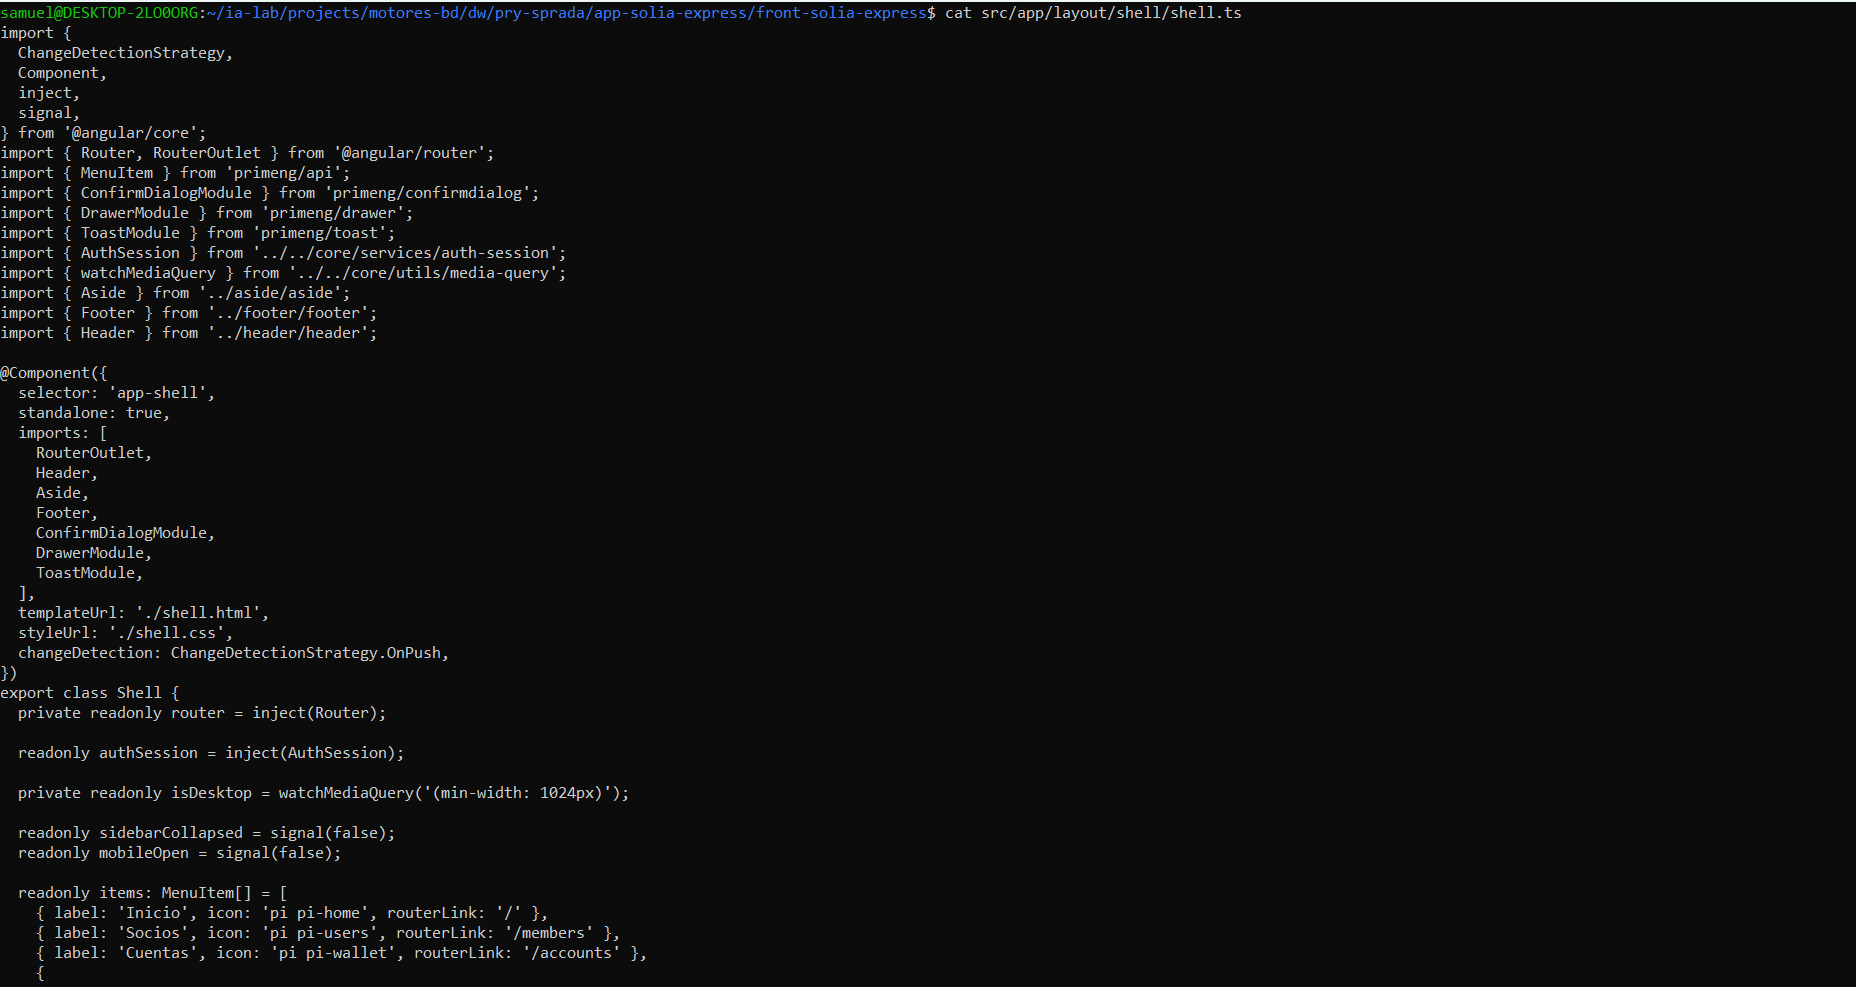 samuel@DESKTOP-2LO0ORG:~/ia-lab/projects/motores-bd/dw/pry-sprada/app-solia-express/front-solia-express$ cat src/app/layout/shell/shell.ts
import {
  ChangeDetectionStrategy,
  Component,
  inject,
  signal,
} from '@angular/core';
import { Router, RouterOutlet } from '@angular/router';
import { MenuItem } from 'primeng/api';
import { ConfirmDialogModule } from 'primeng/confirmdialog';
import { DrawerModule } from 'primeng/drawer';
import { ToastModule } from 'primeng/toast';
import { AuthSession } from '../../core/services/auth-session';
import { watchMediaQuery } from '../../core/utils/media-query';
import { Aside } from '../aside/aside';
import { Footer } from '../footer/footer';
import { Header } from '../header/header';

@Component({
  selector: 'app-shell',
  standalone: true,
  imports: [
    RouterOutlet,
    Header,
    Aside,
    Footer,
    ConfirmDialogModule,
    DrawerModule,
    ToastModule,
  ],
  templateUrl: './shell.html',
  styleUrl: './shell.css',
  changeDetection: ChangeDetectionStrategy.OnPush,
})
export class Shell {
  private readonly router = inject(Router);

  readonly authSession = inject(AuthSession);

  private readonly isDesktop = watchMediaQuery('(min-width: 1024px)');

  readonly sidebarCollapsed = signal(false);
  readonly mobileOpen = signal(false);

  readonly items: MenuItem[] = [
    { label: 'Inicio', icon: 'pi pi-home', routerLink: '/' },
    { label: 'Socios', icon: 'pi pi-users', routerLink: '/members' },
    { label: 'Cuentas', icon: 'pi pi-wallet', routerLink: '/accounts' },
    {